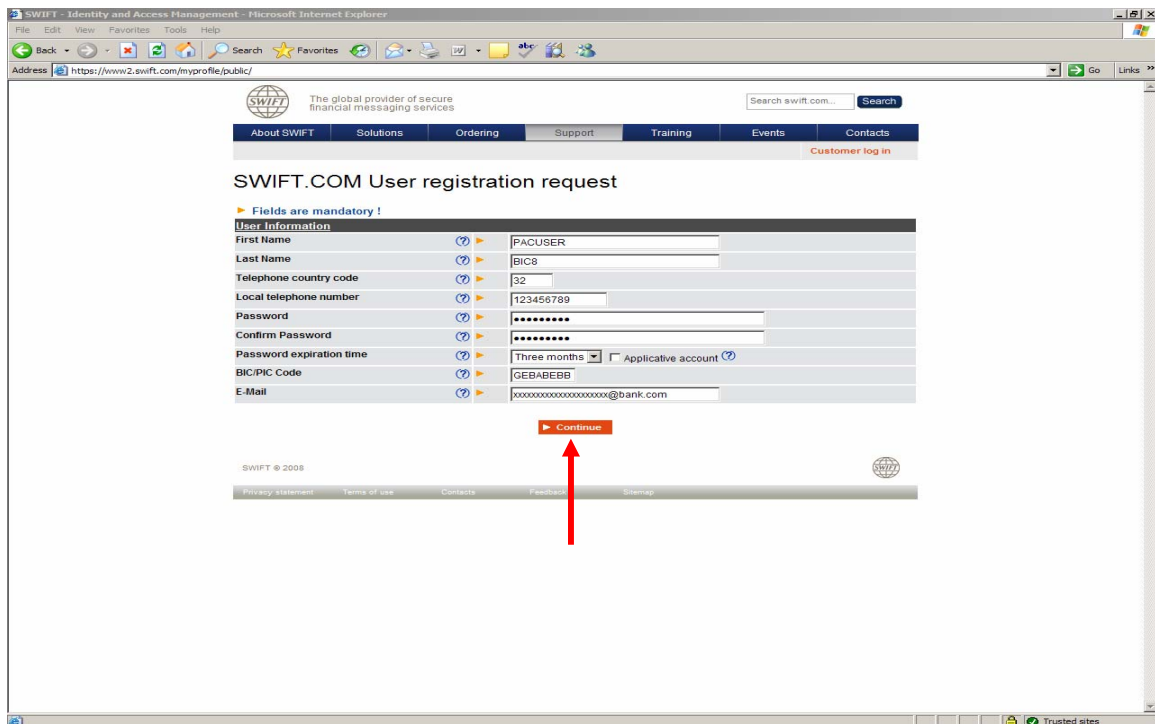 SWIFT - Identity and Access Management - Microsoft Internet Explorer
File Edit View Favorites Tools Help
Back Search Favorites
Address https://www2.swift.com/myprofile/public/ Go Links »
SWIFT The global provider of secure
financial messaging services
Search swift.com... Search
About SWIFT Solutions Ordering Support Training Events Contacts
Customer log in
SWIFT.COM User registration request
Fields are mandatory !
User Information
First Name (?) PACUSER
Last Name (?) BIC8
Telephone country code (?) 32
Local telephone number (?) 123456789
Password (?) •••••••••
Confirm Password (?) •••••••••
Password expiration time (?) Three months Applicative account (?)
BIC/PIC Code (?) GEBABEBB
E-Mail (?) xxxxxxxxxxxxxxxxxxx@bank.com
Continue
SWIFT © 2008 SWIFT
Privacy statement Terms of use Contacts Feedback Sitemap
Trusted sites